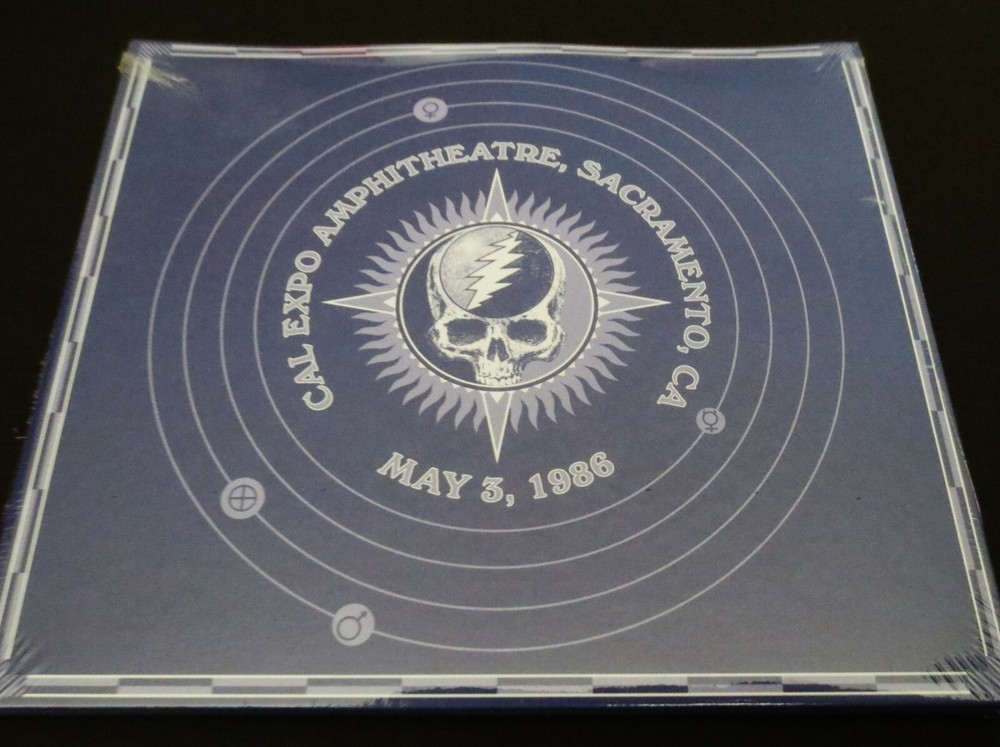 CAL EXPO AMPHITHEATRE, SACRAMENTO, CA
MAY 3, 1986